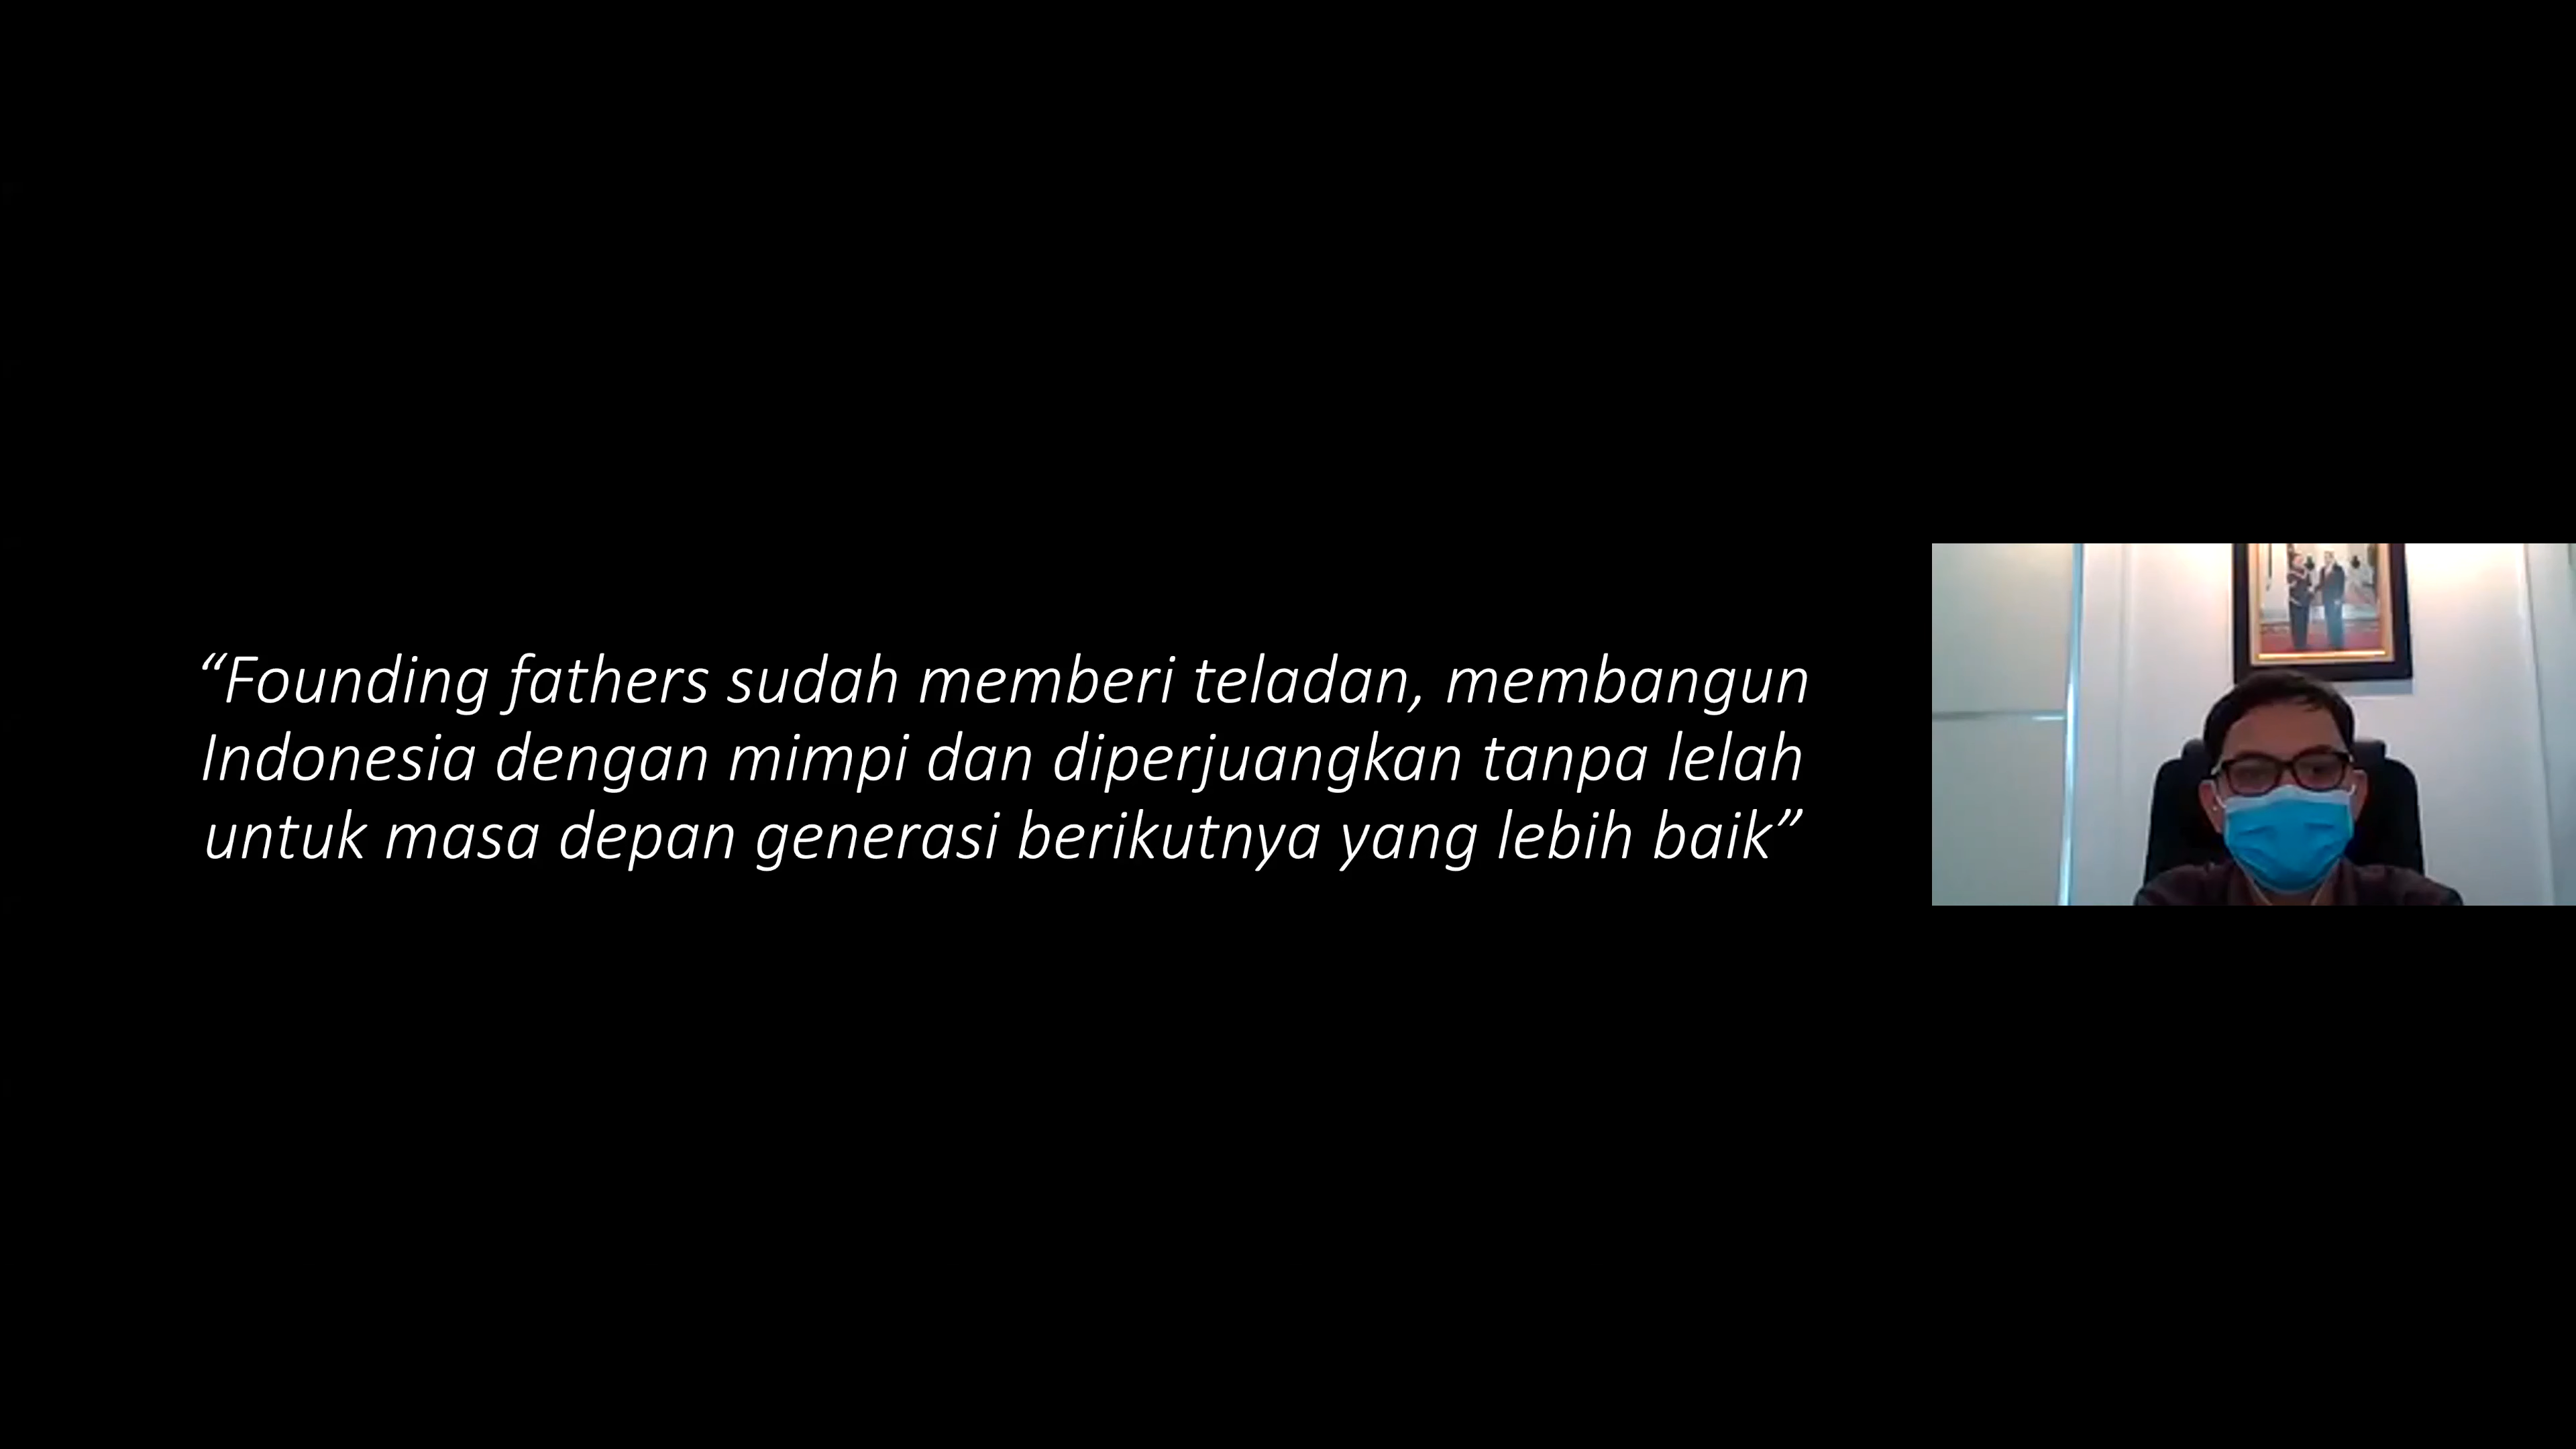 “Founding fathers sudah memberi teladan, membangun
Indonesia dengan mimpi dan diperjuangkan tanpa lelah
untuk masa depan generasi berikutnya yang lebih baik”